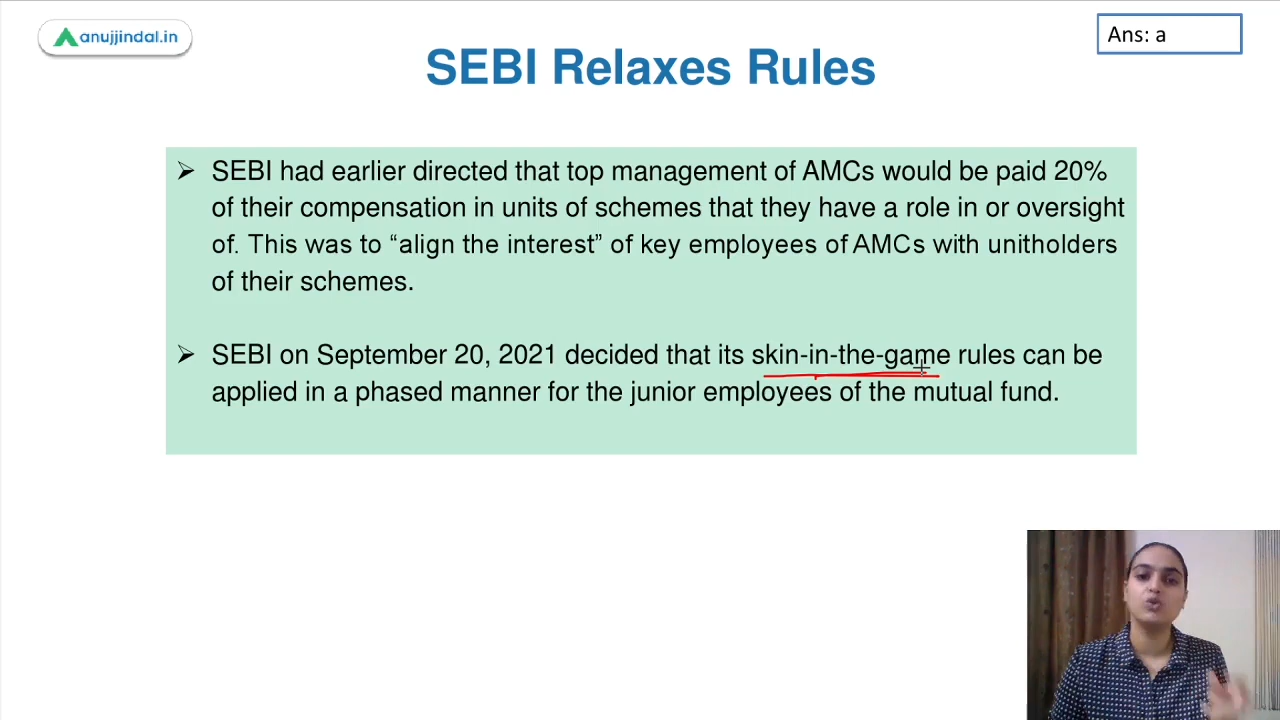 anujjindal.in
Ans: a
SEBI Relaxes Rules
➢ SEBI had earlier directed that top management of AMCs would be paid 20%
of their compensation in units of schemes that they have a role in or oversight
of. This was to “align the interest” of key employees of AMCs with unitholders
of their schemes.
➢ SEBI on September 20, 2021 decided that its skin-in-the-game rules can be
applied in a phased manner for the junior employees of the mutual fund.